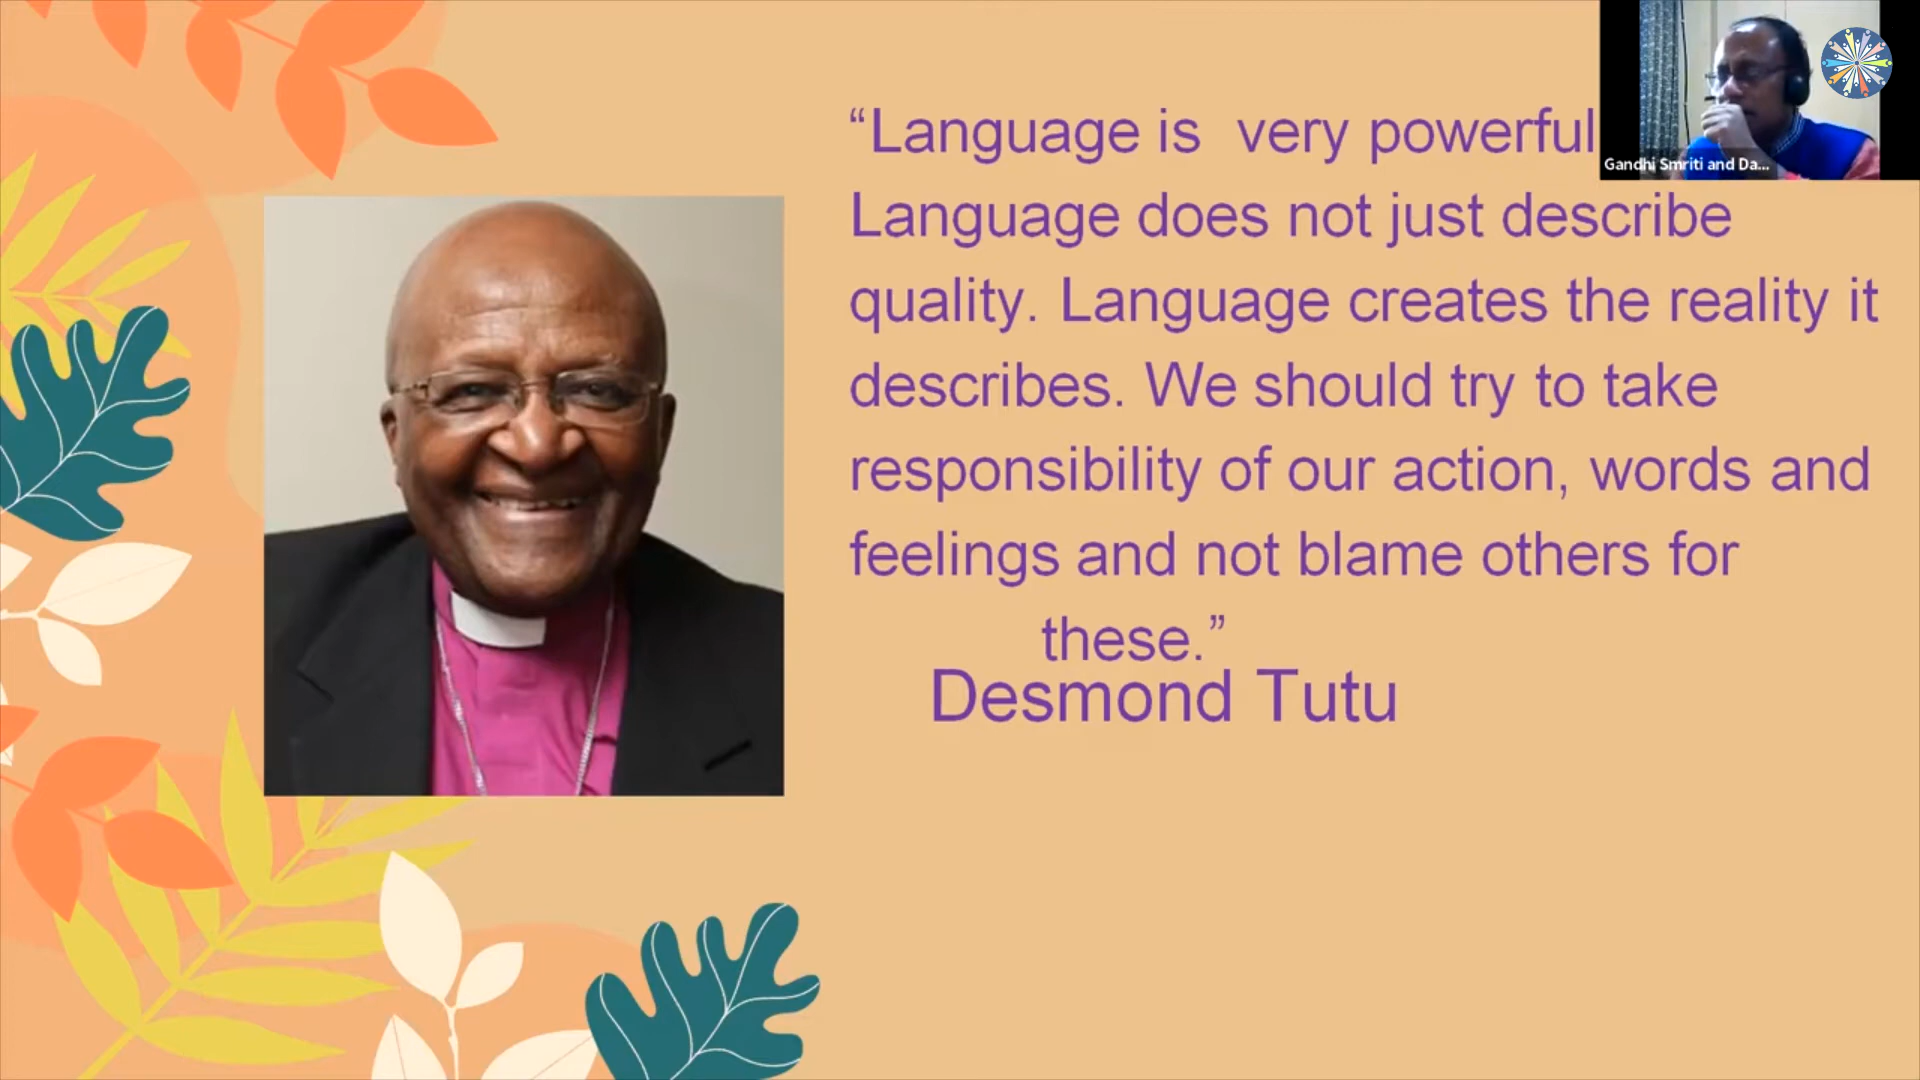 “Language is very powerful
Language does not just describe
quality. Language creates the reality it
describes. We should try to take
responsibility of our action, words and
feelings and not blame others for
these.”
Desmond Tutu
Gandhi Smriti and Da...